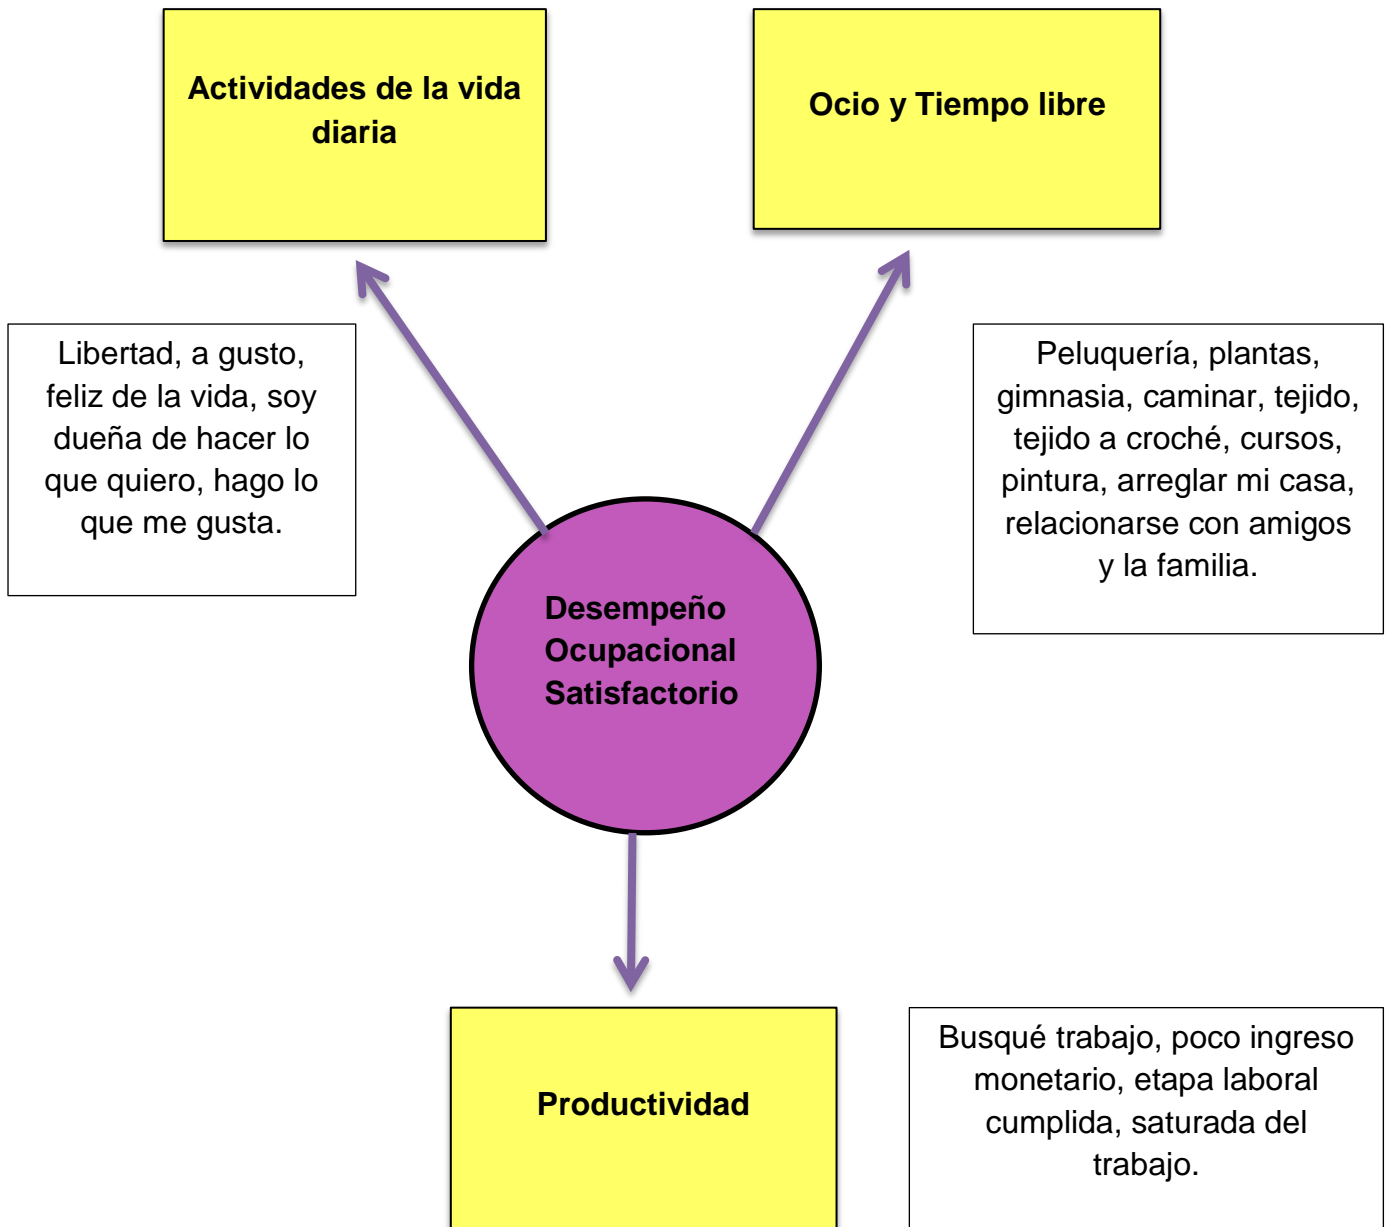 Actividades de la vida
diaria
Ocio y Tiempo libre
Libertad, a gusto,
feliz de la vida, soy
dueña de hacer lo
que quiero, hago lo
que me gusta.
Peluquería, plantas,
gimnasia, caminar, tejido,
tejido a croché, cursos,
pintura, arreglar mi casa,
relacionarse con amigos
y la familia.
Desempeño
Ocupacional
Satisfactorio
Productividad
Busqué trabajo, poco ingreso
monetario, etapa laboral
cumplida, saturada del
trabajo.